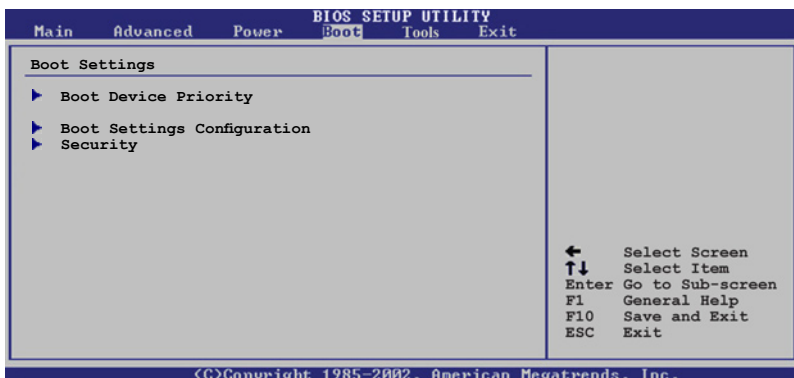 BIOS SETUP UTILITY
Main Advanced Power Boot Tools Exit
Boot Settings
Boot Device Priority
Boot Settings Configuration
Security
Select Screen
↑↓ Select Item
Enter Go to Sub-screen
F1 General Help
F10 Save and Exit
ESC Exit
(C)Copyright 1985-2002, American Megatrends, Inc.